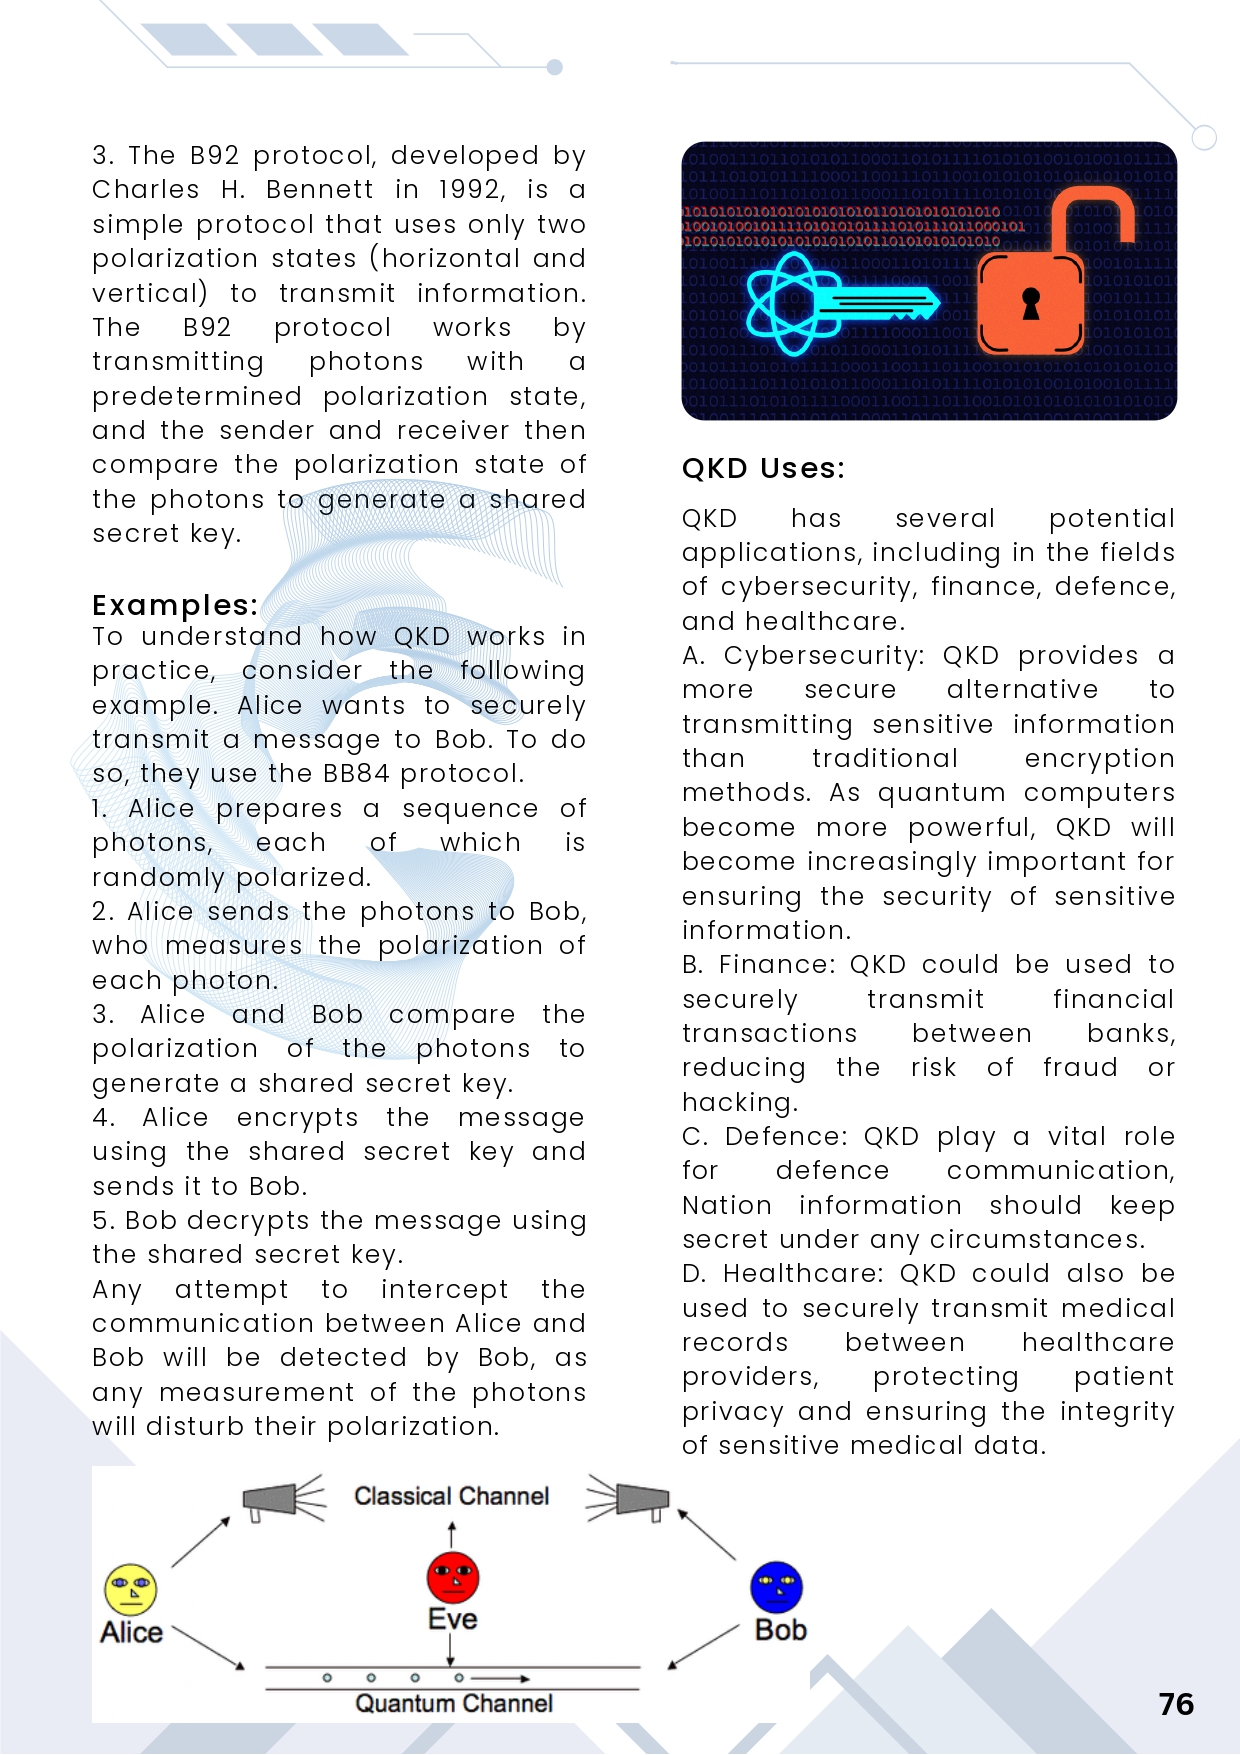 3. The B92 protocol, developed by
Charles H. Bennett in 1992, is a
simple protocol that uses only two
polarization states (horizontal and
vertical) to transmit information.
The B92 protocol works by
transmitting photons with a
predetermined polarization state,
and the sender and receiver then
compare the polarization state of
the photons to generate a shared
secret key.
Examples:
To understand how QKD works in
practice, consider the following
example. Alice wants to securely
transmit a message to Bob. To do
so, they use the BB84 protocol.
1. Alice prepares a sequence of
photons, each of which is
randomly polarized.
2. Alice sends the photons to Bob,
who measures the polarization of
each photon.
3. Alice and Bob compare the
polarization of the photons to
generate a shared secret key.
4. Alice encrypts the message
using the shared secret key and
sends it to Bob.
5. Bob decrypts the message using
the shared secret key.
Any attempt to intercept the
communication between Alice and
Bob will be detected by Bob, as
any measurement of the photons
will disturb their polarization.
QKD Uses:
QKD has several potential
applications, including in the fields
of cybersecurity, finance, defence,
and healthcare.
A. Cybersecurity: QKD provides a
more secure alternative to
transmitting sensitive information
than traditional encryption
methods. As quantum computers
become more powerful, QKD will
become increasingly important for
ensuring the security of sensitive
information.
B. Finance: QKD could be used to
securely transmit financial
transactions between banks,
reducing the risk of fraud or
hacking.
C. Defence: QKD play a vital role
for defence communication,
Nation information should keep
secret under any circumstances.
D. Healthcare: QKD could also be
used to securely transmit medical
records between healthcare
providers, protecting patient
privacy and ensuring the integrity
of sensitive medical data.
Classical Channel
Alice
Eve
Bob
Quantum Channel
76